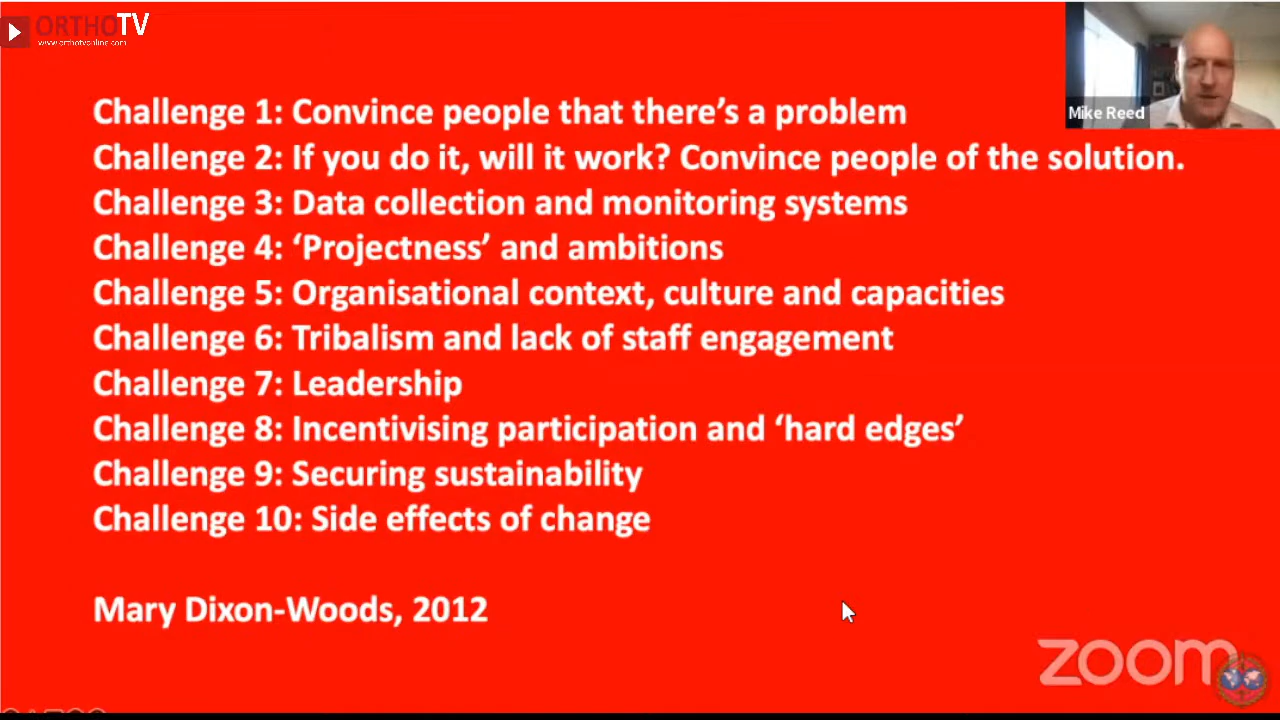 ORTHOTV
www.orthotvonline.com
Mike Reed
Challenge 1: Convince people that there's a problem
Challenge 2: If you do it, will it work? Convince people of the solution.
Challenge 3: Data collection and monitoring systems
Challenge 4: ‘Projectness’ and ambitions
Challenge 5: Organisational context, culture and capacities
Challenge 6: Tribalism and lack of staff engagement
Challenge 7: Leadership
Challenge 8: Incentivising participation and ‘hard edges’
Challenge 9: Securing sustainability
Challenge 10: Side effects of change
Mary Dixon-Woods, 2012
zoom